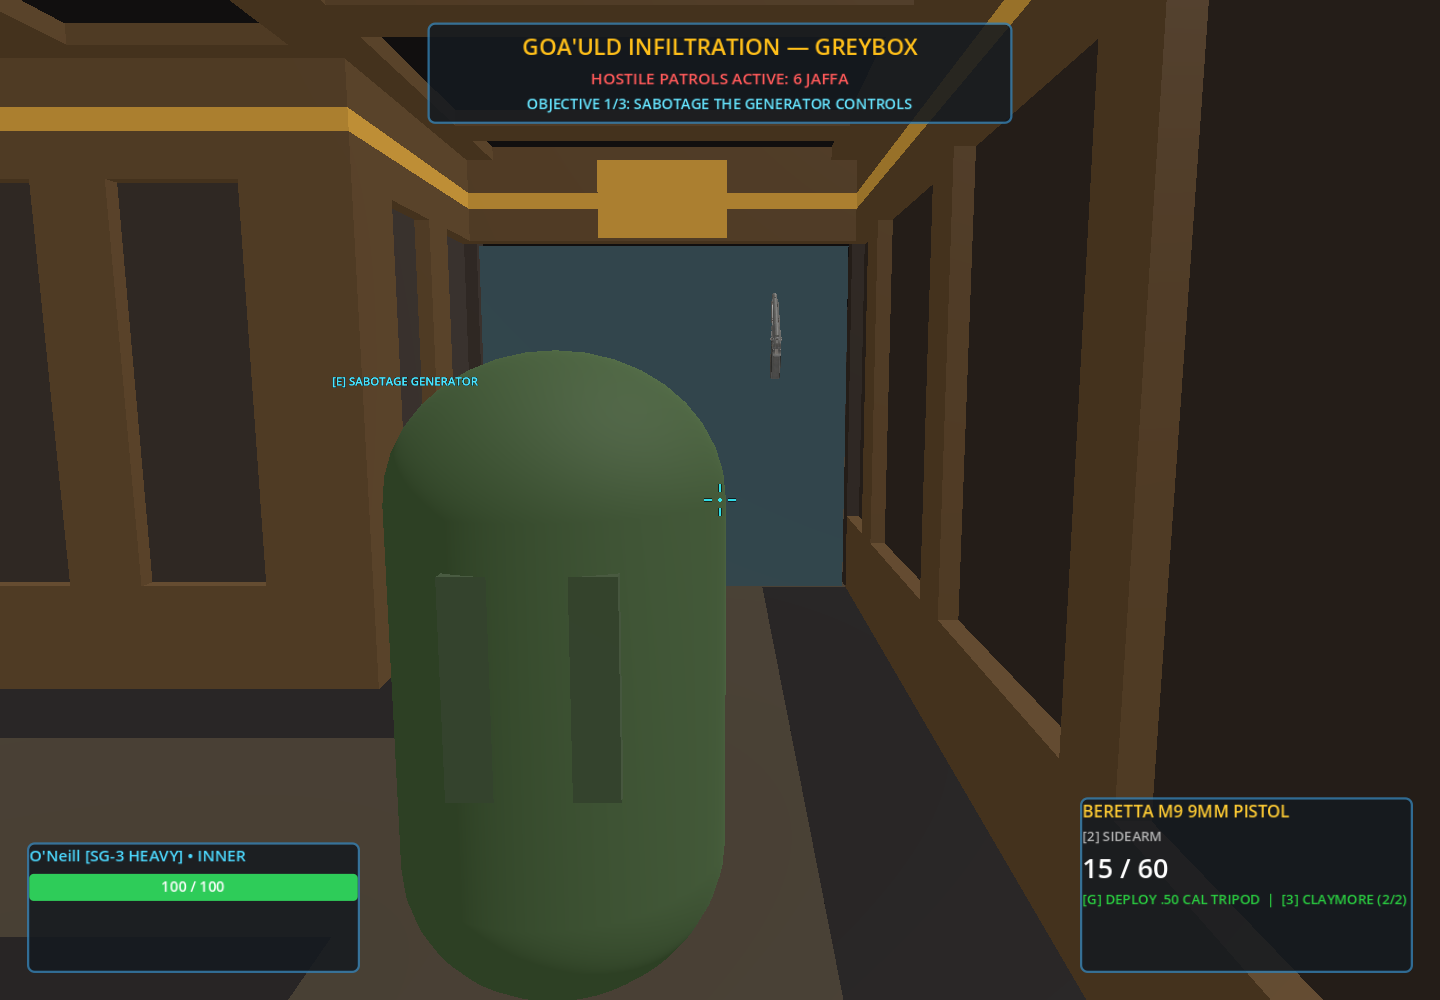 GOA'ULD INFILTRATION — GREYBOX
HOSTILE PATROLS ACTIVE: 6 JAFFA
OBJECTIVE 1/3: SABOTAGE THE GENERATOR CONTROLS
[E] SABOTAGE GENERATOR
O'Neill [SG-3 HEAVY] • INNER
100 / 100
BERETTA M9 9MM PISTOL
[2] SIDEARM
15 / 60
[G] DEPLOY .50 CAL TRIPOD | [3] CLAYMORE (2/2)